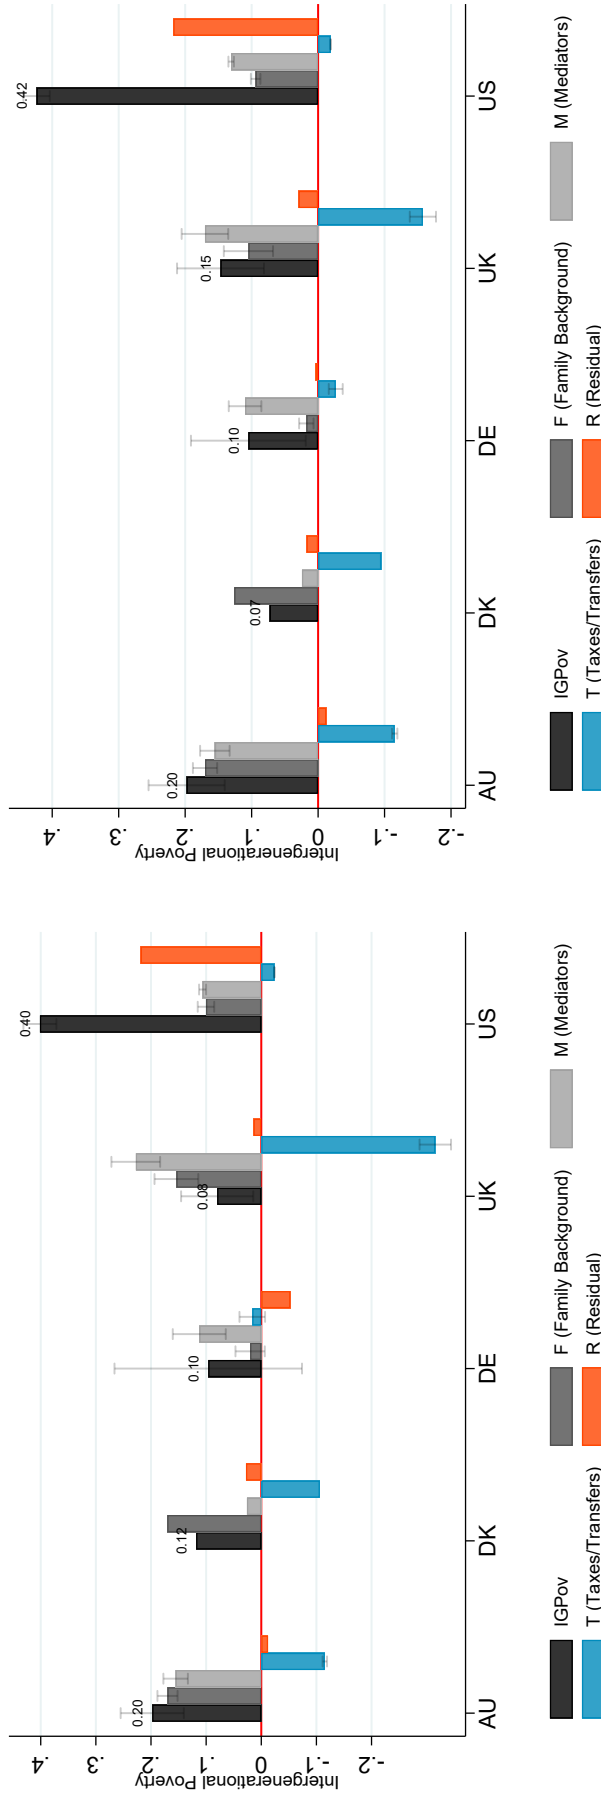 Intergenerational Poverty
.4
.3
.2
.1
0
-.1
-.2
0.20
0.12
0.10
0.08
0.40
AU
DK
DE
UK
US
IGPov
F (Family Background)
M (Mediators)
T (Taxes/Transfers)
R (Residual)
Intergenerational Poverty
.4
.3
.2
.1
0
-.1
-.2
0.20
0.07
0.10
0.15
0.42
AU
DK
DE
UK
US
IGPov
F (Family Background)
M (Mediators)
T (Taxes/Transfers)
R (Residual)